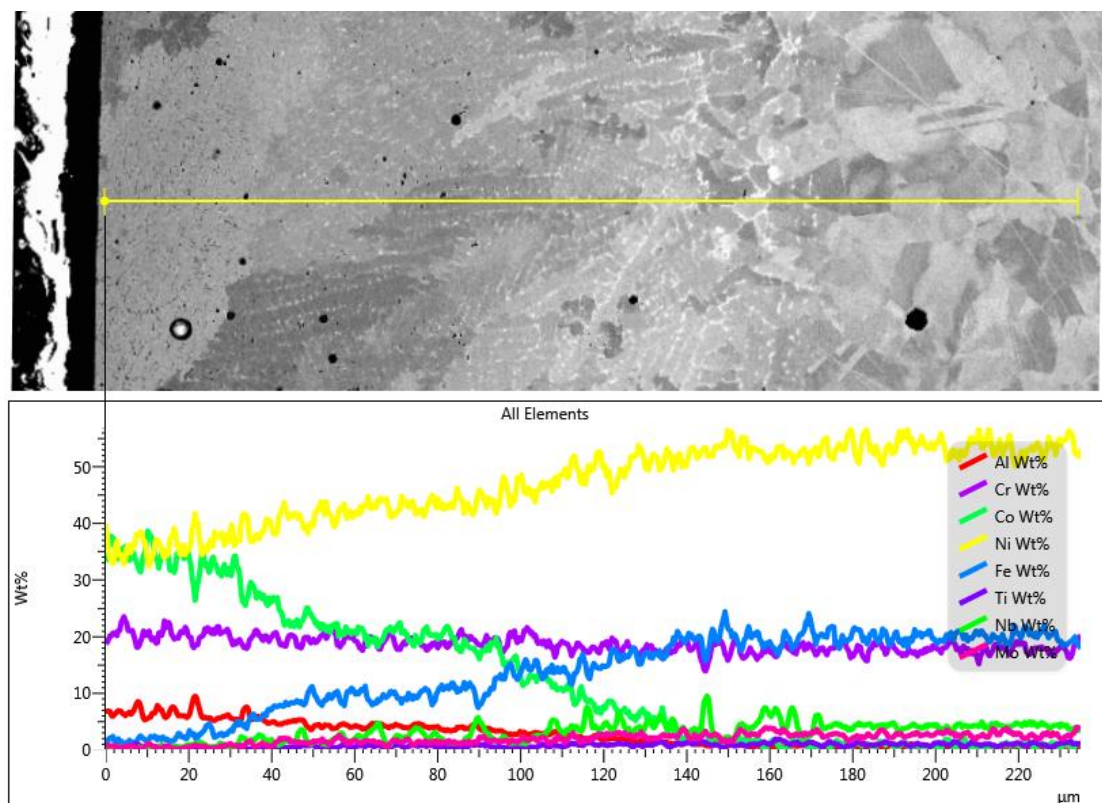 All Elements
Al Wt%
Cr Wt%
Co Wt%
Ni Wt%
Fe Wt%
Ti Wt%
Nb Wt%
Mo Wt%
Wt%
50
40
30
20
10
0
0 20 40 60 80 100 120 140 160 180 200 220
µm